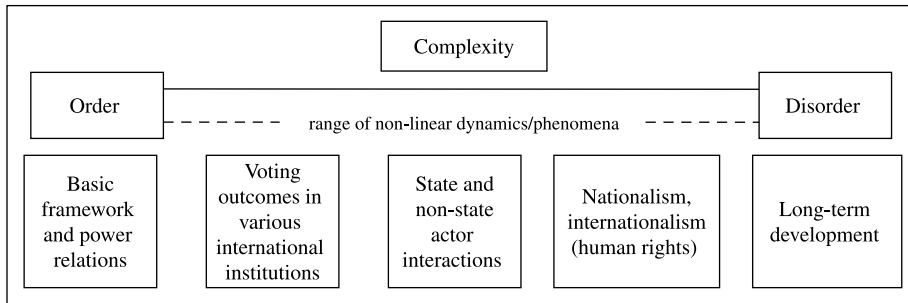 Complexity
Order
Disorder
range of non-linear dynamics/phenomena
Basic
framework
and power
relations
Voting
outcomes in
various
international
institutions
State and
non-state
actor
interactions
Nationalism,
internationalism
(human rights)
Long-term
development